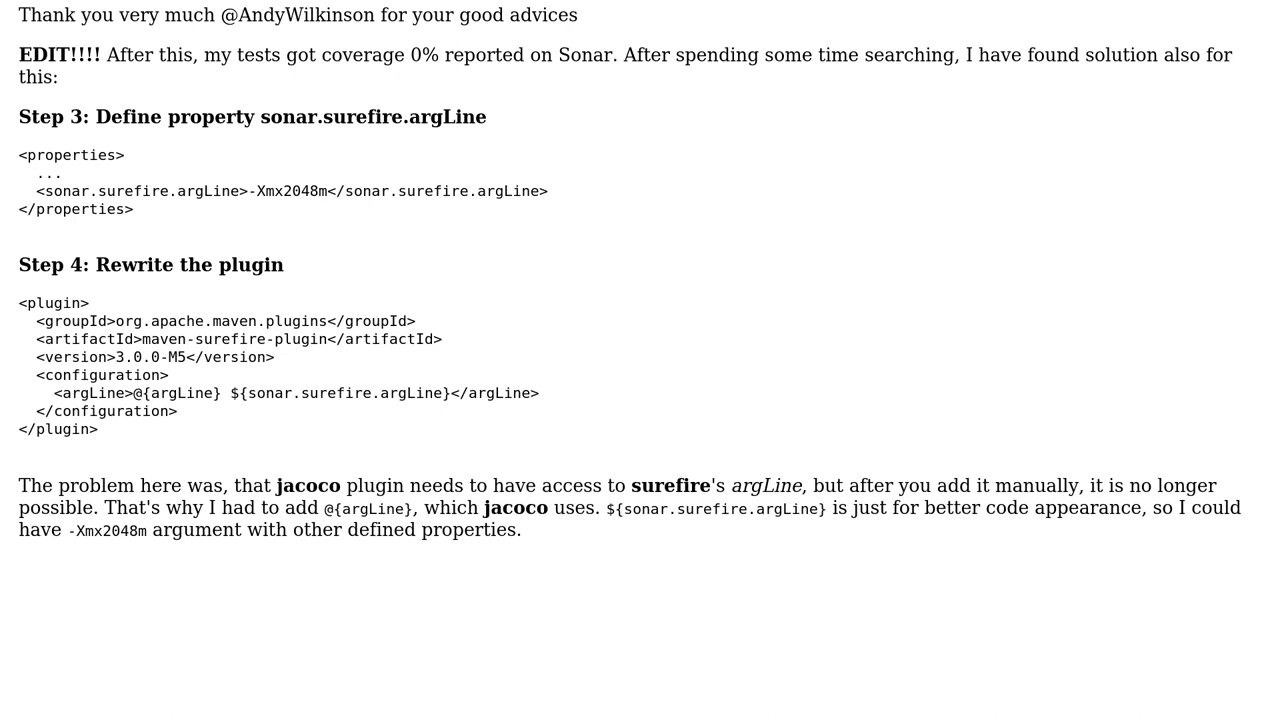 Thank you very much @AndyWilkinson for your good advices
EDIT!!!! After this, my tests got coverage 0% reported on Sonar. After spending some time searching, I have found solution also for
this:
Step 3: Define property sonar.surefire.argLine
<properties>
  ...
  <sonar.surefire.argLine>-Xmx2048m</sonar.surefire.argLine>
</properties>
Step 4: Rewrite the plugin
<plugin>
  <groupId>org.apache.maven.plugins</groupId>
  <artifactId>maven-surefire-plugin</artifactId>
  <version>3.0.0-M5</version>
  <configuration>
    <argLine>@{argLine} ${sonar.surefire.argLine}</argLine>
  </configuration>
</plugin>
The problem here was, that jacoco plugin needs to have access to surefire's argLine, but after you add it manually, it is no longer
possible. That's why I had to add @{argLine}, which jacoco uses. ${sonar.surefire.argLine} is just for better code appearance, so I could
have -Xmx2048m argument with other defined properties.